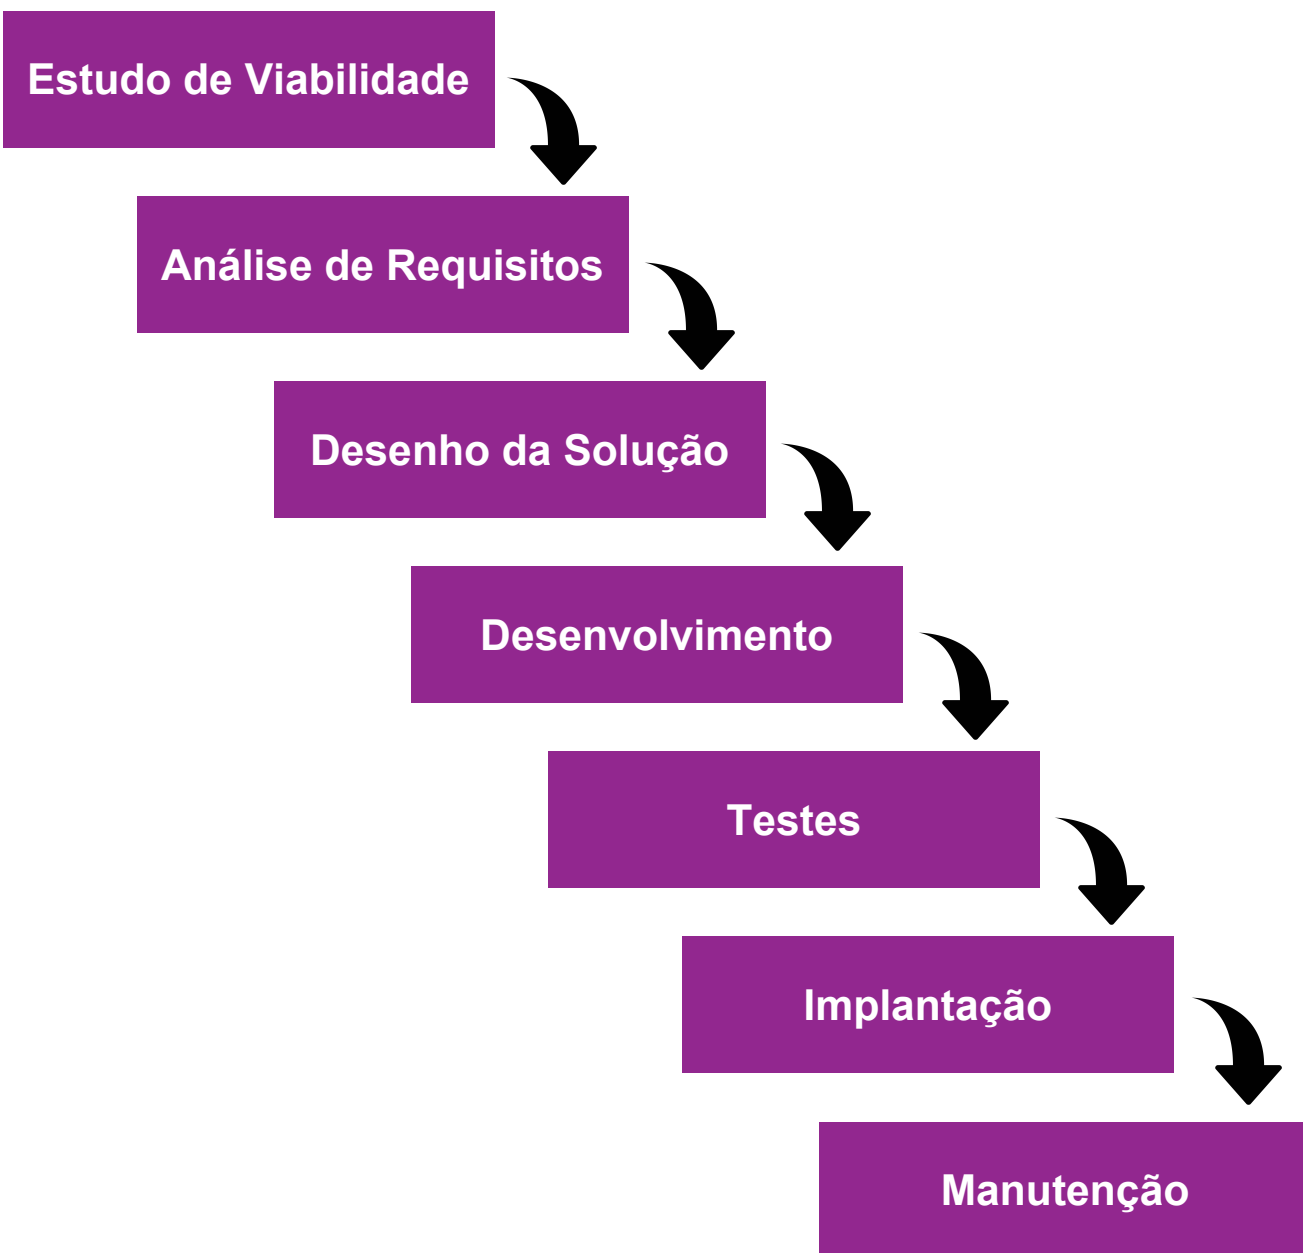 Estudo de Viabilidade
Análise de Requisitos
Desenho da Solução
Desenvolvimento
Testes
Implantação
Manutenção